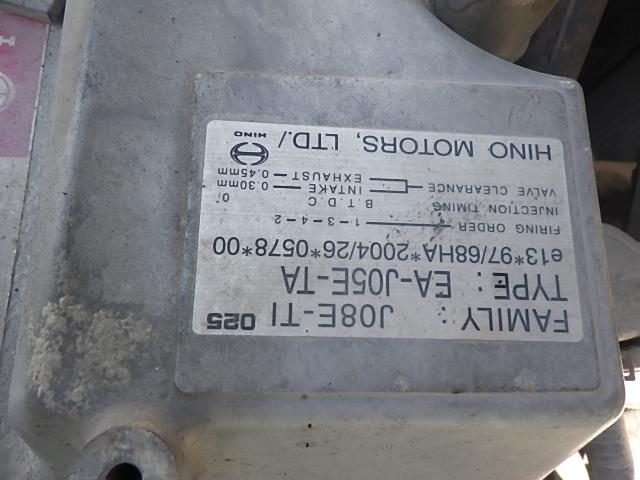 FAMILY : J08E-TI 025
TYPE : EA-J05E-TA
e13*97/68HA*2004/26*0578*00
FIRING ORDER 1-3-4-2
INJECTION TIMING B.T.D.C 0
VALVE CLEARANCE INTAKE 0.30mm
EXHAUST 0.45mm
HINO MOTORS, LTD./
HINO